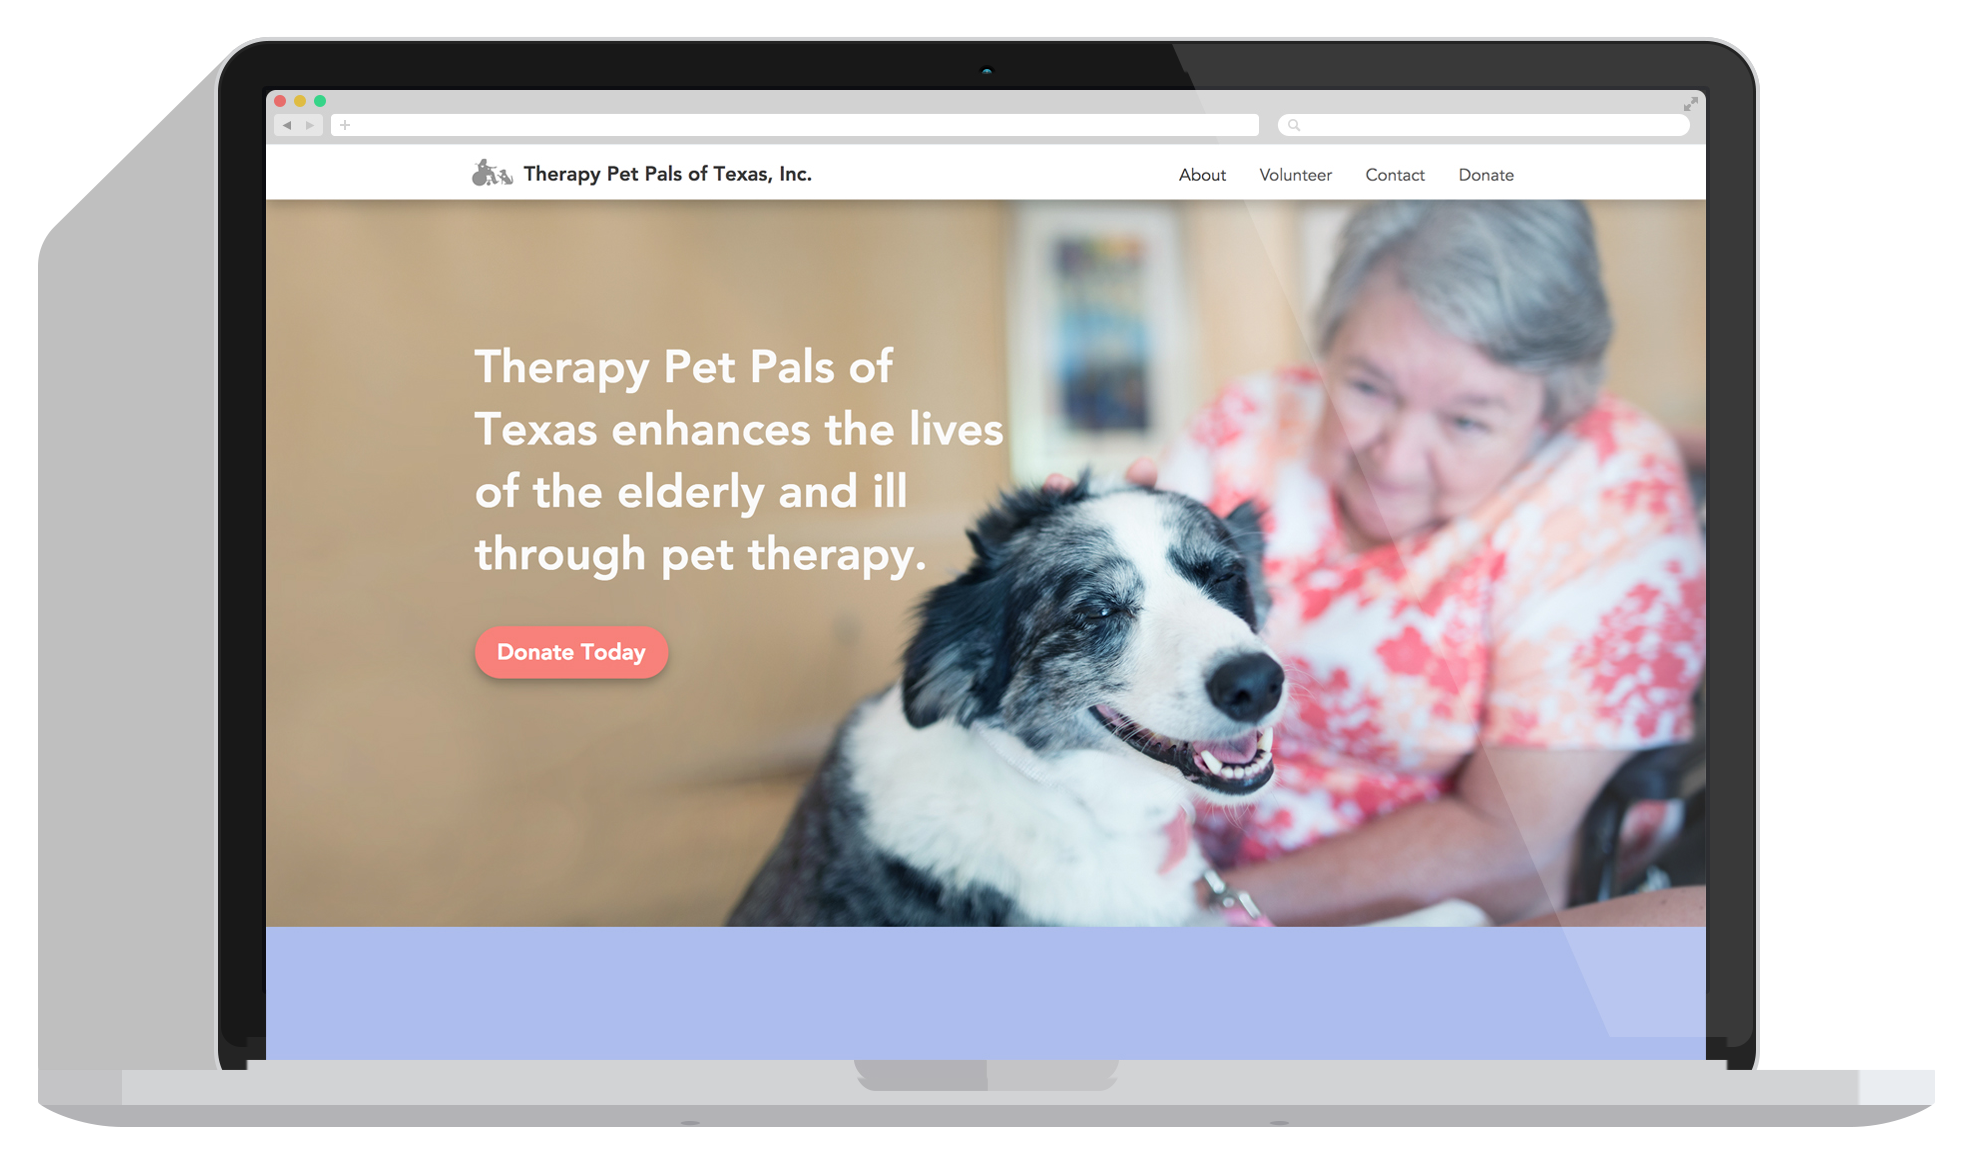 Therapy Pet Pals of Texas, Inc.
About Volunteer Contact Donate
Therapy Pet Pals of
Texas enhances the lives
of the elderly and ill
through pet therapy.
Donate Today